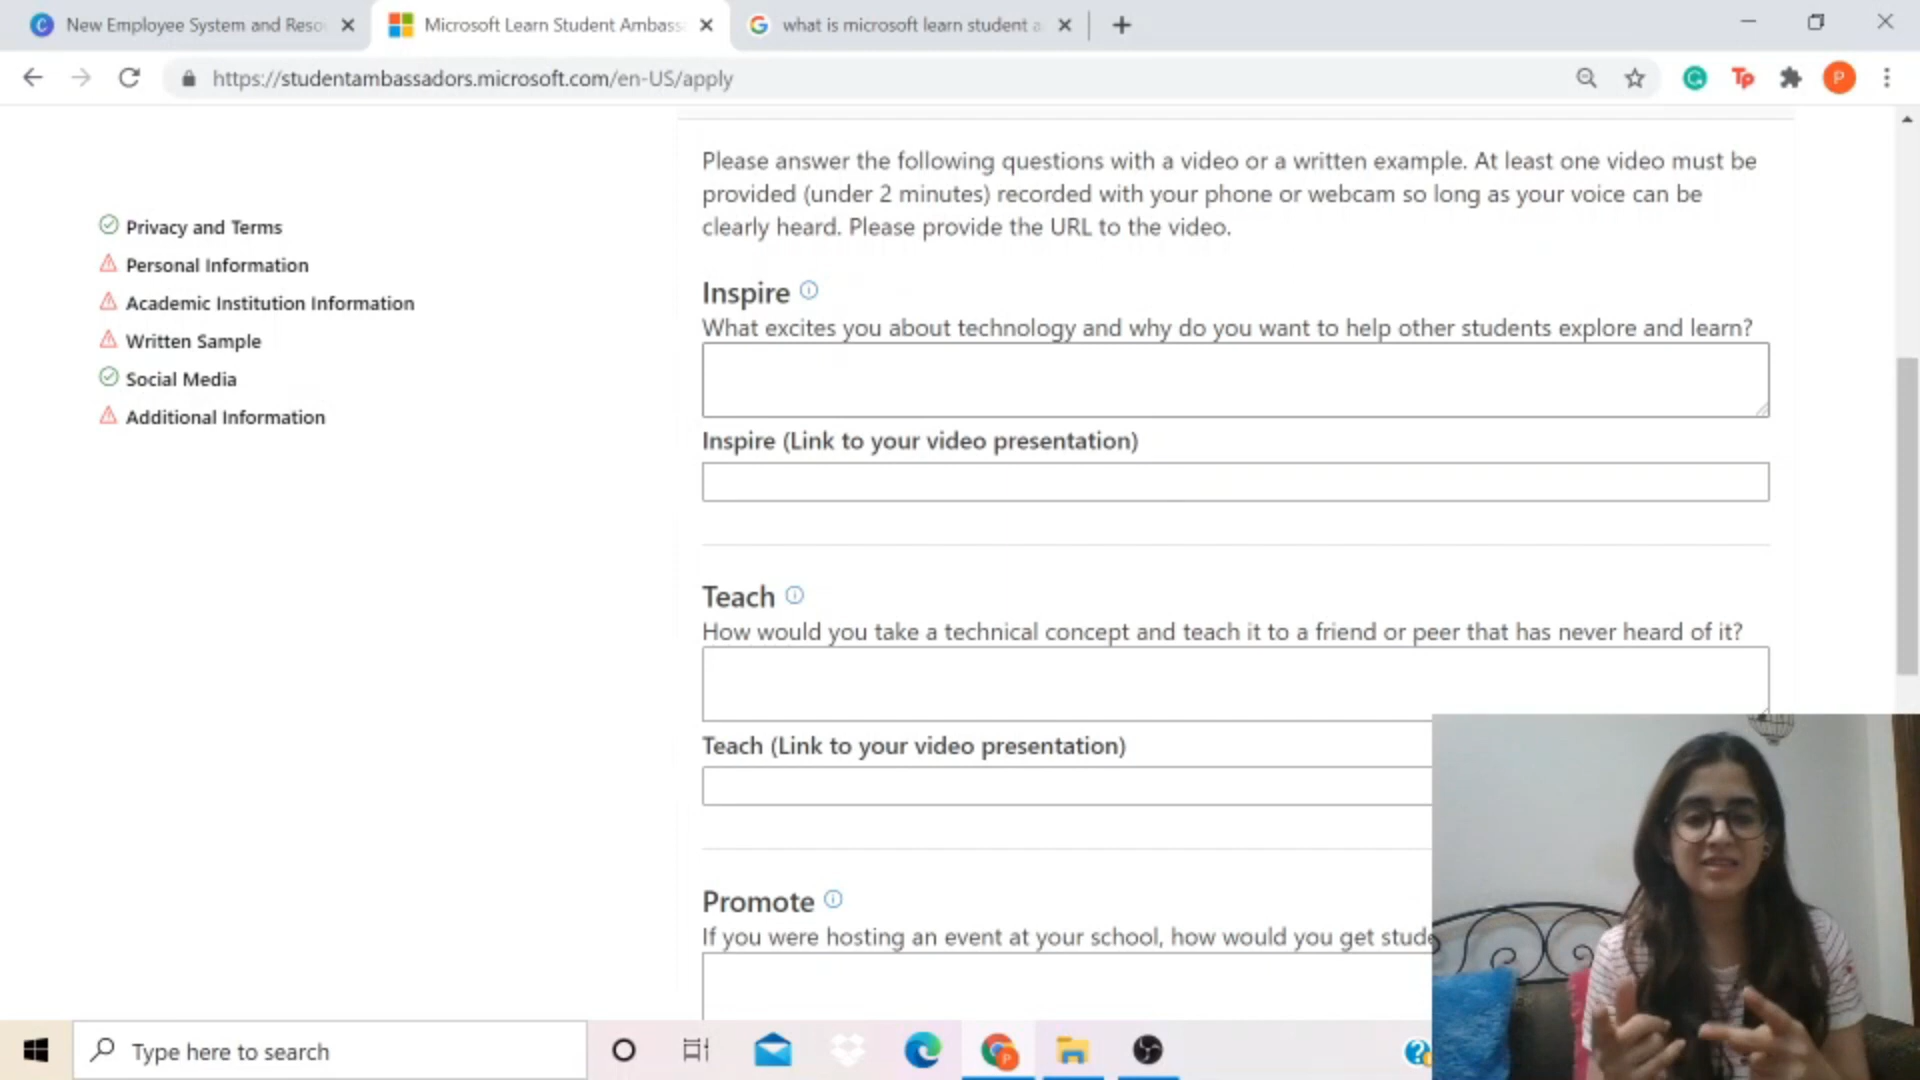 New Employee System and Reso
Microsoft Learn Student Ambass
what is microsoft learn student a
https://studentambassadors.microsoft.com/en-US/apply
P
Please answer the following questions with a video or a written example. At least one video must be
provided (under 2 minutes) recorded with your phone or webcam so long as your voice can be
clearly heard. Please provide the URL to the video.
Privacy and Terms
Personal Information
Academic Institution Information
Written Sample
Social Media
Additional Information
Inspire
What excites you about technology and why do you want to help other students explore and learn?
Inspire (Link to your video presentation)
Teach
How would you take a technical concept and teach it to a friend or peer that has never heard of it?
Teach (Link to your video presentation)
Promote
If you were hosting an event at your school, how would you get stude
Type here to search